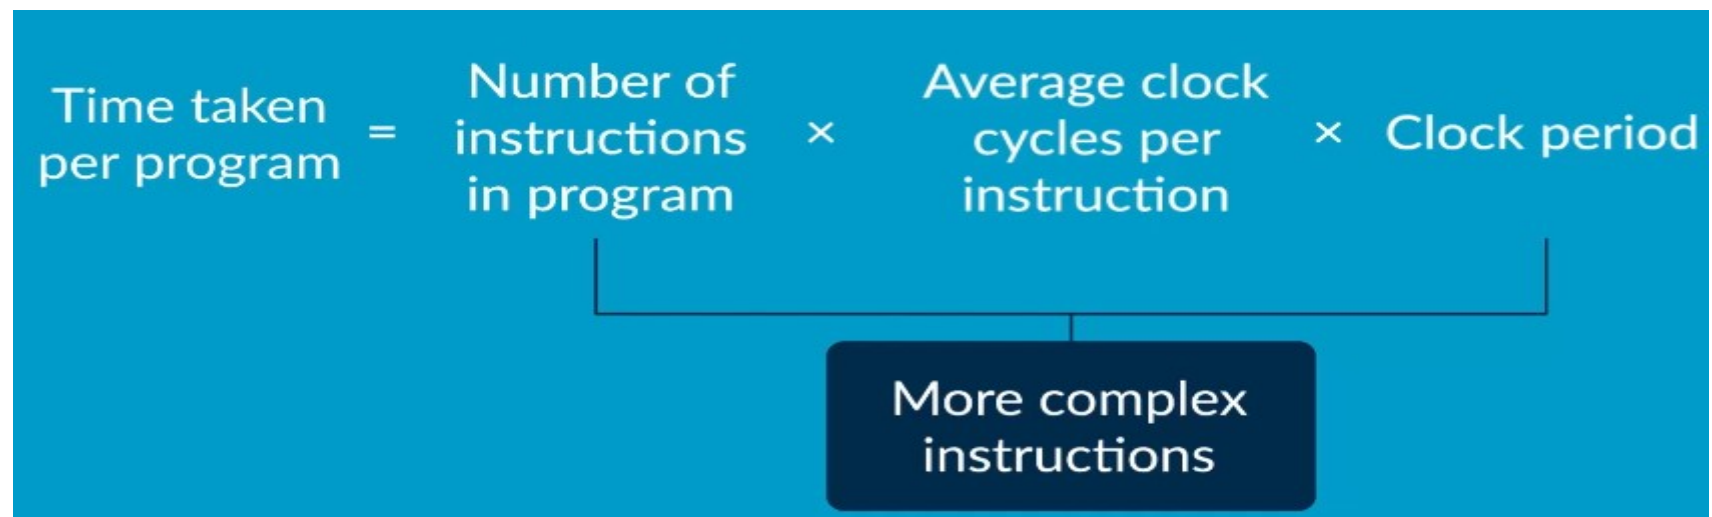 Time taken
per program
=
Number of
instructions
in program
×
Average clock
cycles per
instruction
×
Clock period
More complex
instructions